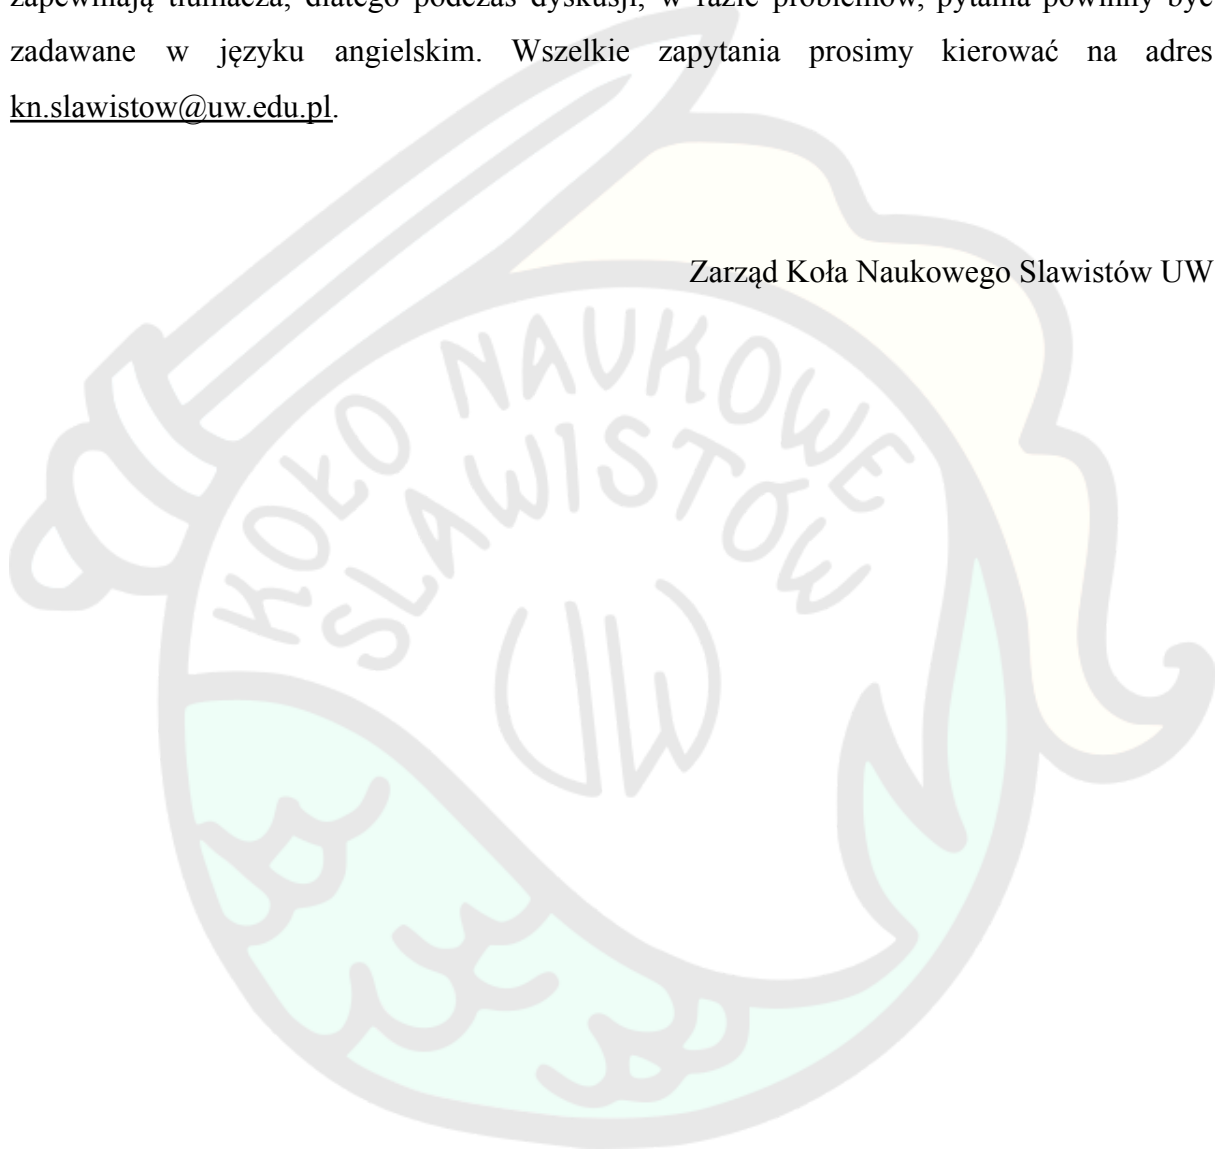 zapewniają tłumacza, dlatego podczas dyskusji, w razie problemów, pytania powinny być
zadawane w języku angielskim. Wszelkie zapytania prosimy kierować na adres
kn.slawistow@uw.edu.pl.
Zarząd Koła Naukowego Slawistów UW
KOŁO NAUKOWE
SLAWISTÓW
UW